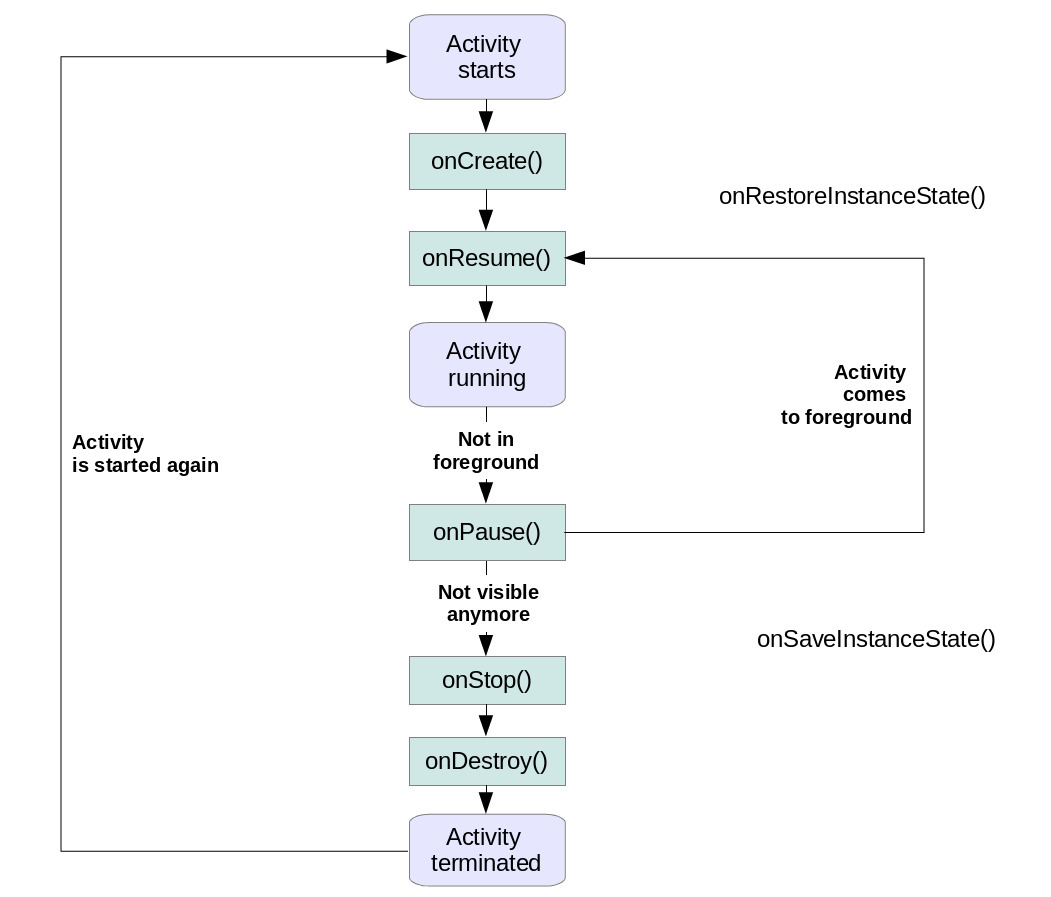 Activity
starts
onCreate()
onRestoreInstanceState()
onResume()
Activity
running
Activity
comes
to foreground
Not in
foreground
Activity
is started again
onPause()
Not visible
anymore
onSaveInstanceState()
onStop()
onDestroy()
Activity
terminated